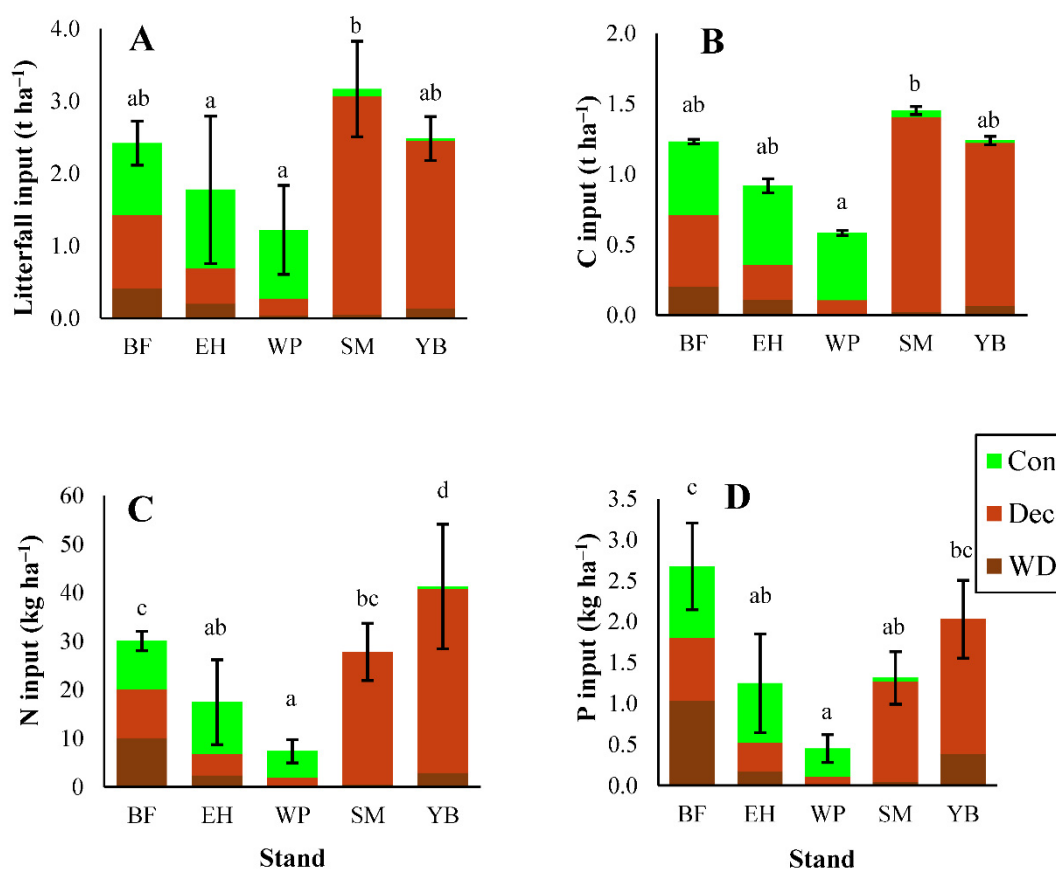 A
Litterfall input (t ha⁻¹)
4.0
3.0
2.0
1.0
0.0
ab
a
a
b
ab
BF EH WP SM YB
B
C input (t ha⁻¹)
2.0
1.5
1.0
0.5
0.0
ab
ab
a
b
ab
BF EH WP SM YB
C
N input (kg ha⁻¹)
60
50
40
30
20
10
0
c
ab
a
bc
d
BF EH WP SM YB
Stand
D
P input (kg ha⁻¹)
3.5
3.0
2.5
2.0
1.5
1.0
0.5
0.0
c
ab
a
ab
bc
BF EH WP SM YB
Stand
Con
Dec
WD